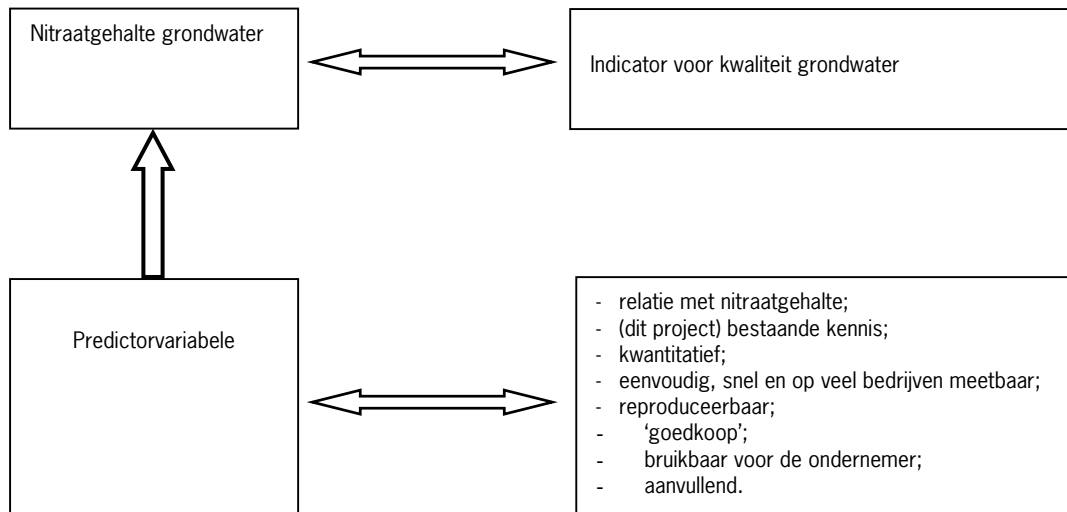 Nitraatgehalte grondwater
Indicator voor kwaliteit grondwater
Predictorvariabele
- relatie met nitraatgehalte;
- (dit project) bestaande kennis;
- kwantitatief;
- eenvoudig, snel en op veel bedrijven meetbaar;
- reproduceerbaar;
- ‘goedkoop’;
- bruikbaar voor de ondernemer;
- aanvullend.